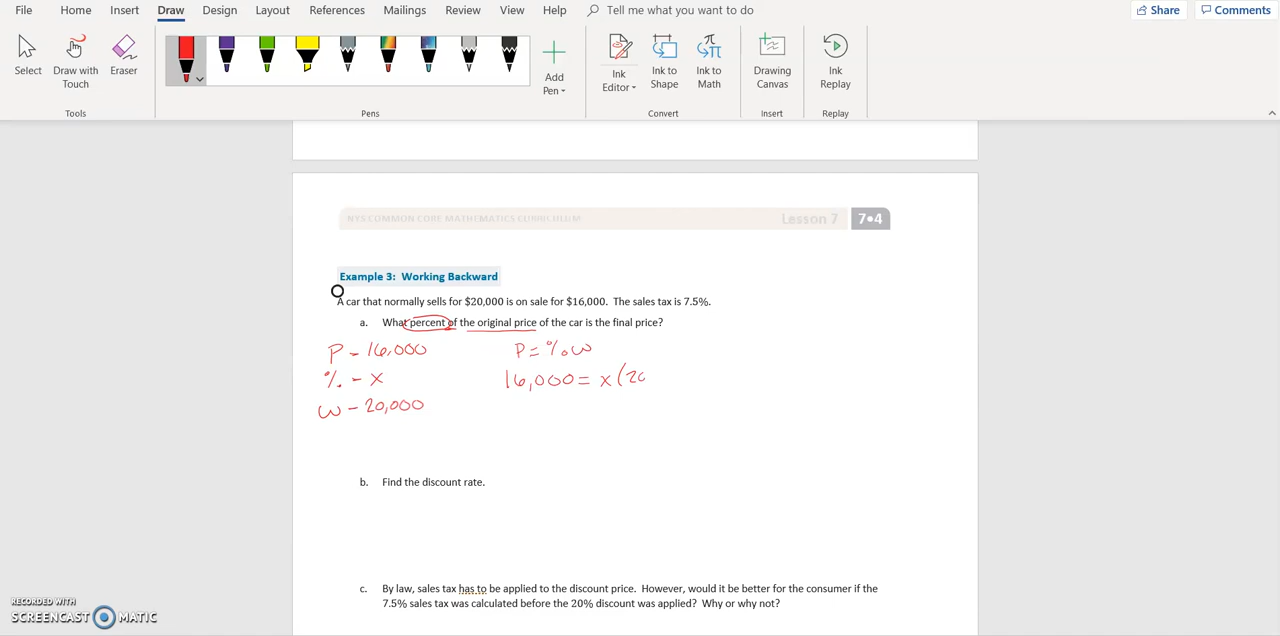 File Home Insert Draw Design Layout References Mailings Review View Help Tell me what you want to do Share Comments
Select Draw with Touch Eraser Add Pen Ink Editor Ink to Shape Ink to Math Drawing Canvas Ink Replay
Tools Pens Convert Insert Replay
NYS COMMON CORE MATHEMATICS CURRICULUM Lesson 7 7•4
Example 3: Working Backward
A car that normally sells for $20,000 is on sale for $16,000. The sales tax is 7.5%.
a. What percent of the original price of the car is the final price?
P - 16,000 P = % w
% - x 16,000 = x (20
w - 20,000
b. Find the discount rate.
c. By law, sales tax has to be applied to the discount price. However, would it be better for the consumer if the
7.5% sales tax was calculated before the 20% discount was applied? Why or why not?
RECORDED WITH
SCREENCAST MATIC